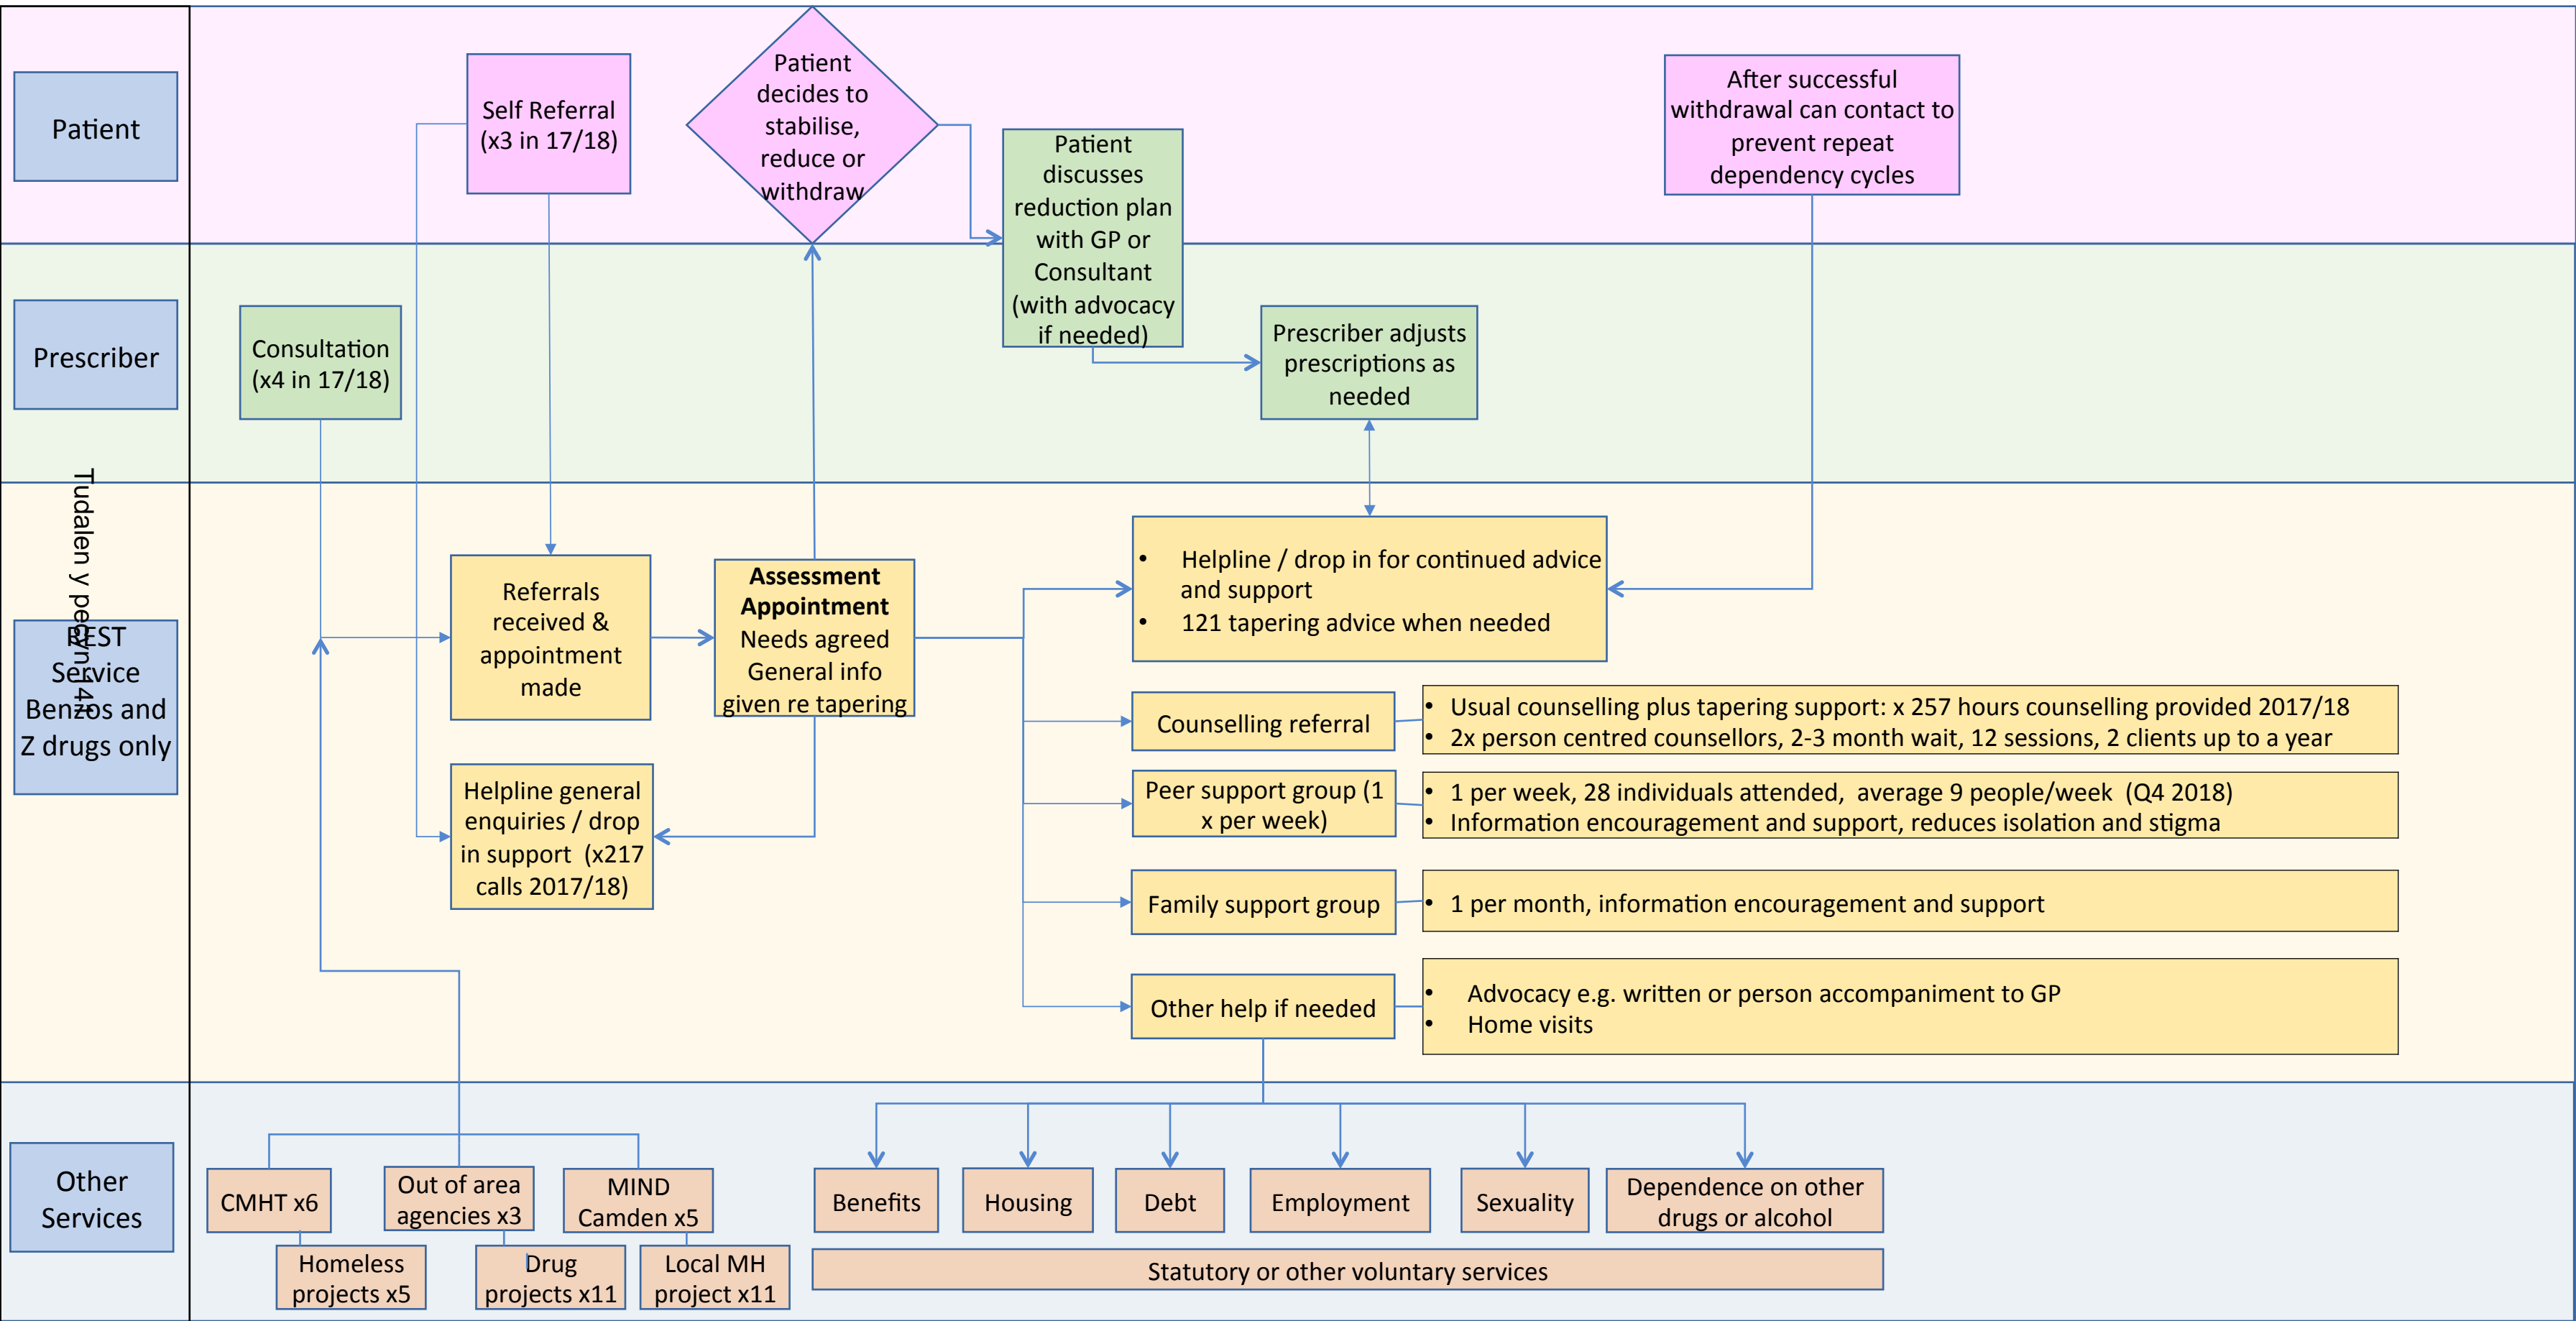 Patient
Self Referral
(x3 in 17/18)
Patient
decides to
stabilise,
reduce or
withdraw
Patient
discusses
reduction plan
with GP or
Consultant
(with advocacy
if needed)
After successful
withdrawal can contact to
prevent repeat
dependency cycles
Prescriber
Consultation
(x4 in 17/18)
Prescriber adjusts
prescriptions as
needed
Tudalen y pecyn 141
REST
Service
Benzos and
Z drugs only
Referrals
received &
appointment
made
Assessment
Appointment
Needs agreed
General info
given re tapering
Helpline general
enquiries / drop
in support (x217
calls 2017/18)
• Helpline / drop in for continued advice
and support
• 121 tapering advice when needed
Counselling referral
• Usual counselling plus tapering support: x 257 hours counselling provided 2017/18
• 2x person centred counsellors, 2-3 month wait, 12 sessions, 2 clients up to a year
Peer support group (1
x per week)
• 1 per week, 28 individuals attended, average 9 people/week (Q4 2018)
• Information encouragement and support, reduces isolation and stigma
Family support group
• 1 per month, information encouragement and support
Other help if needed
• Advocacy e.g. written or person accompaniment to GP
• Home visits
Other
Services
CMHT x6
Out of area
agencies x3
MIND
Camden x5
Homeless
projects x5
Drug
projects x11
Local MH
project x11
Benefits
Housing
Debt
Employment
Sexuality
Dependence on other
drugs or alcohol
Statutory or other voluntary services